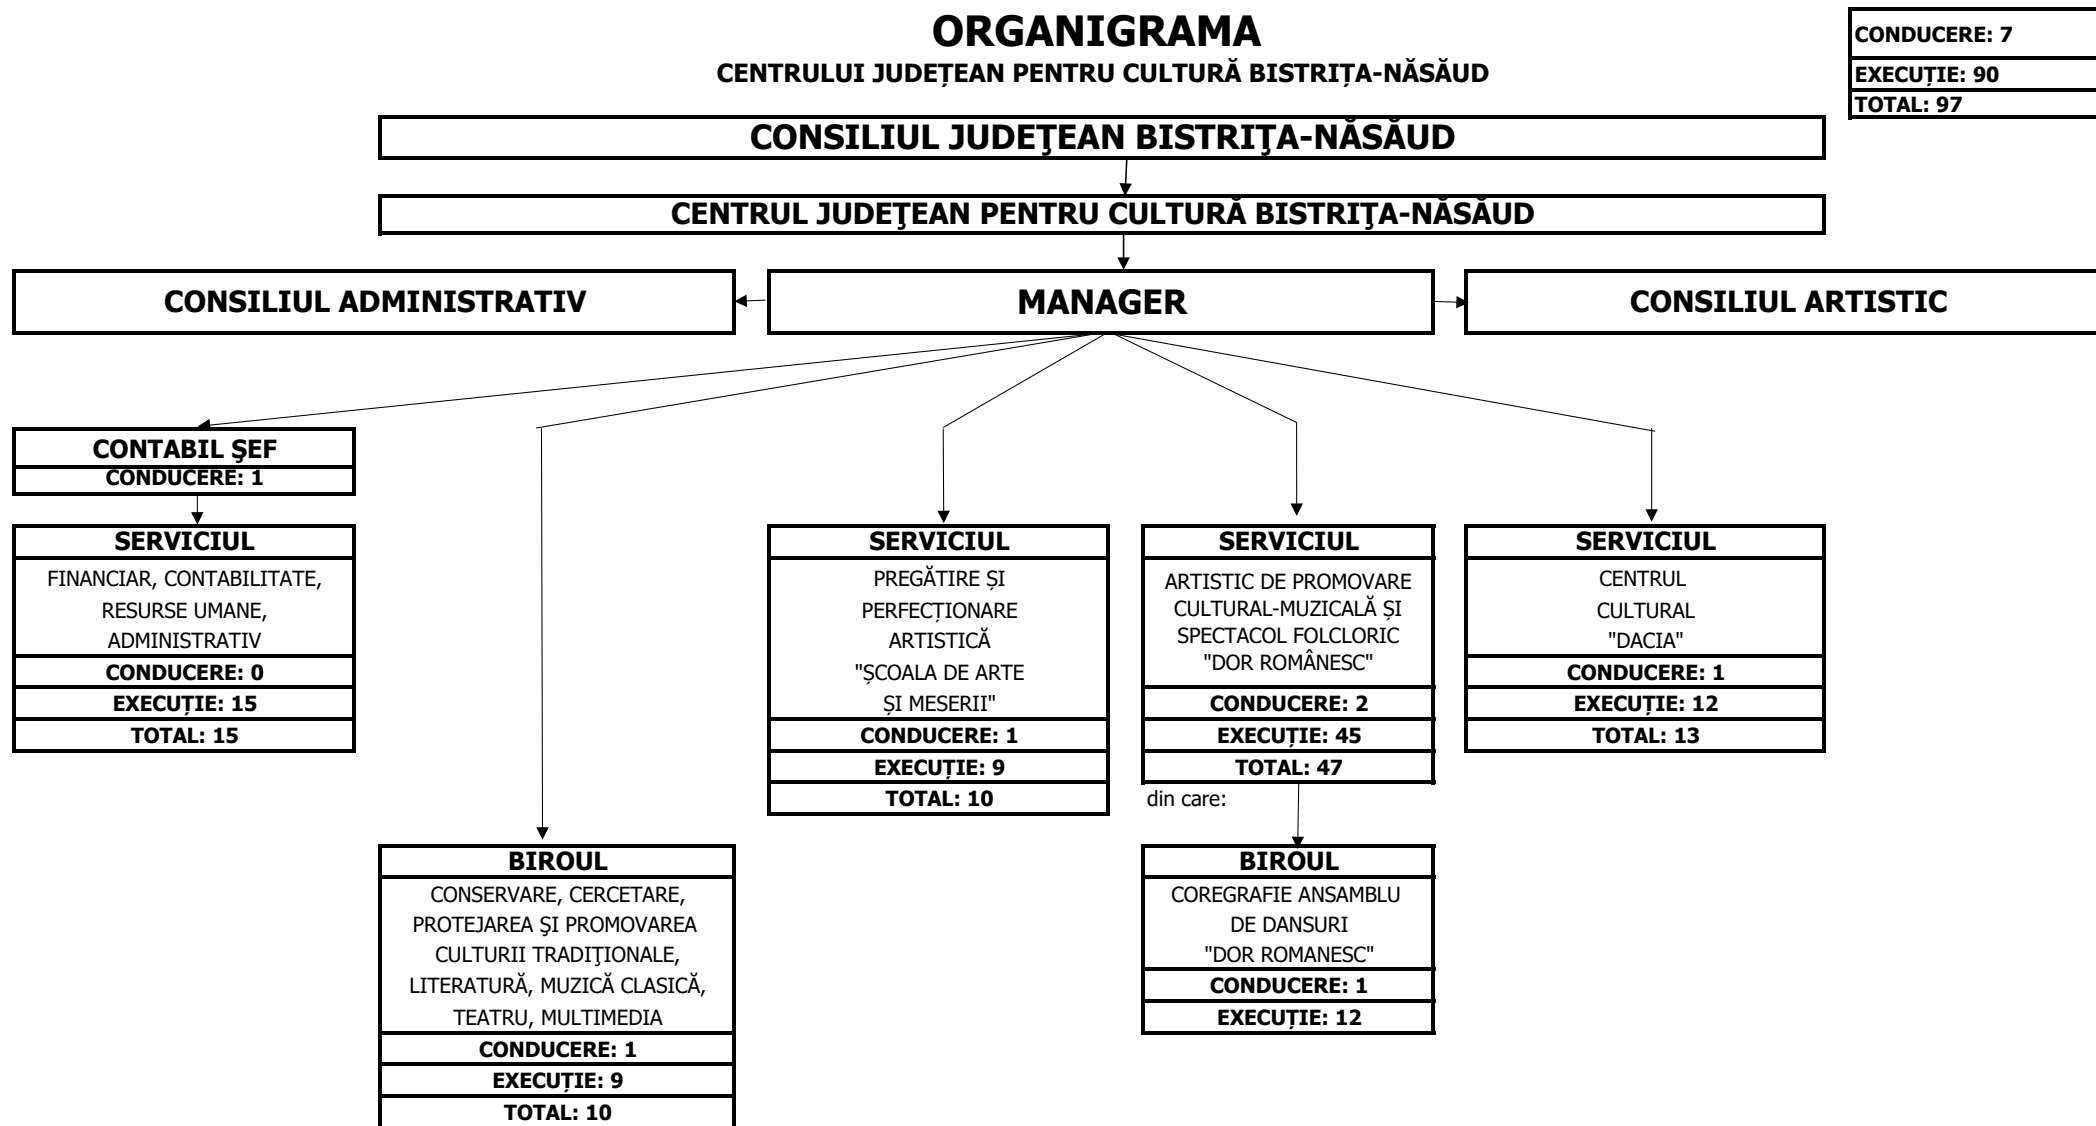 ORGANIGRAMA
CENTRULUI JUDEȚEAN PENTRU CULTURĂ BISTRIȚA-NĂSĂUD
CONDUCERE: 7
EXECUȚIE: 90
TOTAL: 97
CONSILIUL JUDEŢEAN BISTRIŢA-NĂSĂUD
CENTRUL JUDEŢEAN PENTRU CULTURĂ BISTRIŢA-NĂSĂUD
CONSILIUL ADMINISTRATIV
MANAGER
CONSILIUL ARTISTIC
CONTABIL ŞEF
CONDUCERE: 1
SERVICIUL
FINANCIAR, CONTABILITATE,
RESURSE UMANE,
ADMINISTRATIV
CONDUCERE: 0
EXECUȚIE: 15
TOTAL: 15
SERVICIUL
PREGĂTIRE ȘI
PERFECȚIONARE
ARTISTICĂ
"ȘCOALA DE ARTE
ȘI MESERII"
CONDUCERE: 1
EXECUȚIE: 9
TOTAL: 10
SERVICIUL
ARTISTIC DE PROMOVARE
CULTURAL-MUZICALĂ ȘI
SPECTACOL FOLCLORIC
"DOR ROMÂNESC"
CONDUCERE: 2
EXECUȚIE: 45
TOTAL: 47
din care:
SERVICIUL
CENTRUL
CULTURAL
"DACIA"
CONDUCERE: 1
EXECUȚIE: 12
TOTAL: 13
BIROUL
CONSERVARE, CERCETARE,
PROTEJAREA ŞI PROMOVAREA
CULTURII TRADIŢIONALE,
LITERATURĂ, MUZICĂ CLASICĂ,
TEATRU, MULTIMEDIA
CONDUCERE: 1
EXECUȚIE: 9
TOTAL: 10
BIROUL
COREGRAFIE ANSAMBLU
DE DANSURI
"DOR ROMANESC"
CONDUCERE: 1
EXECUȚIE: 12